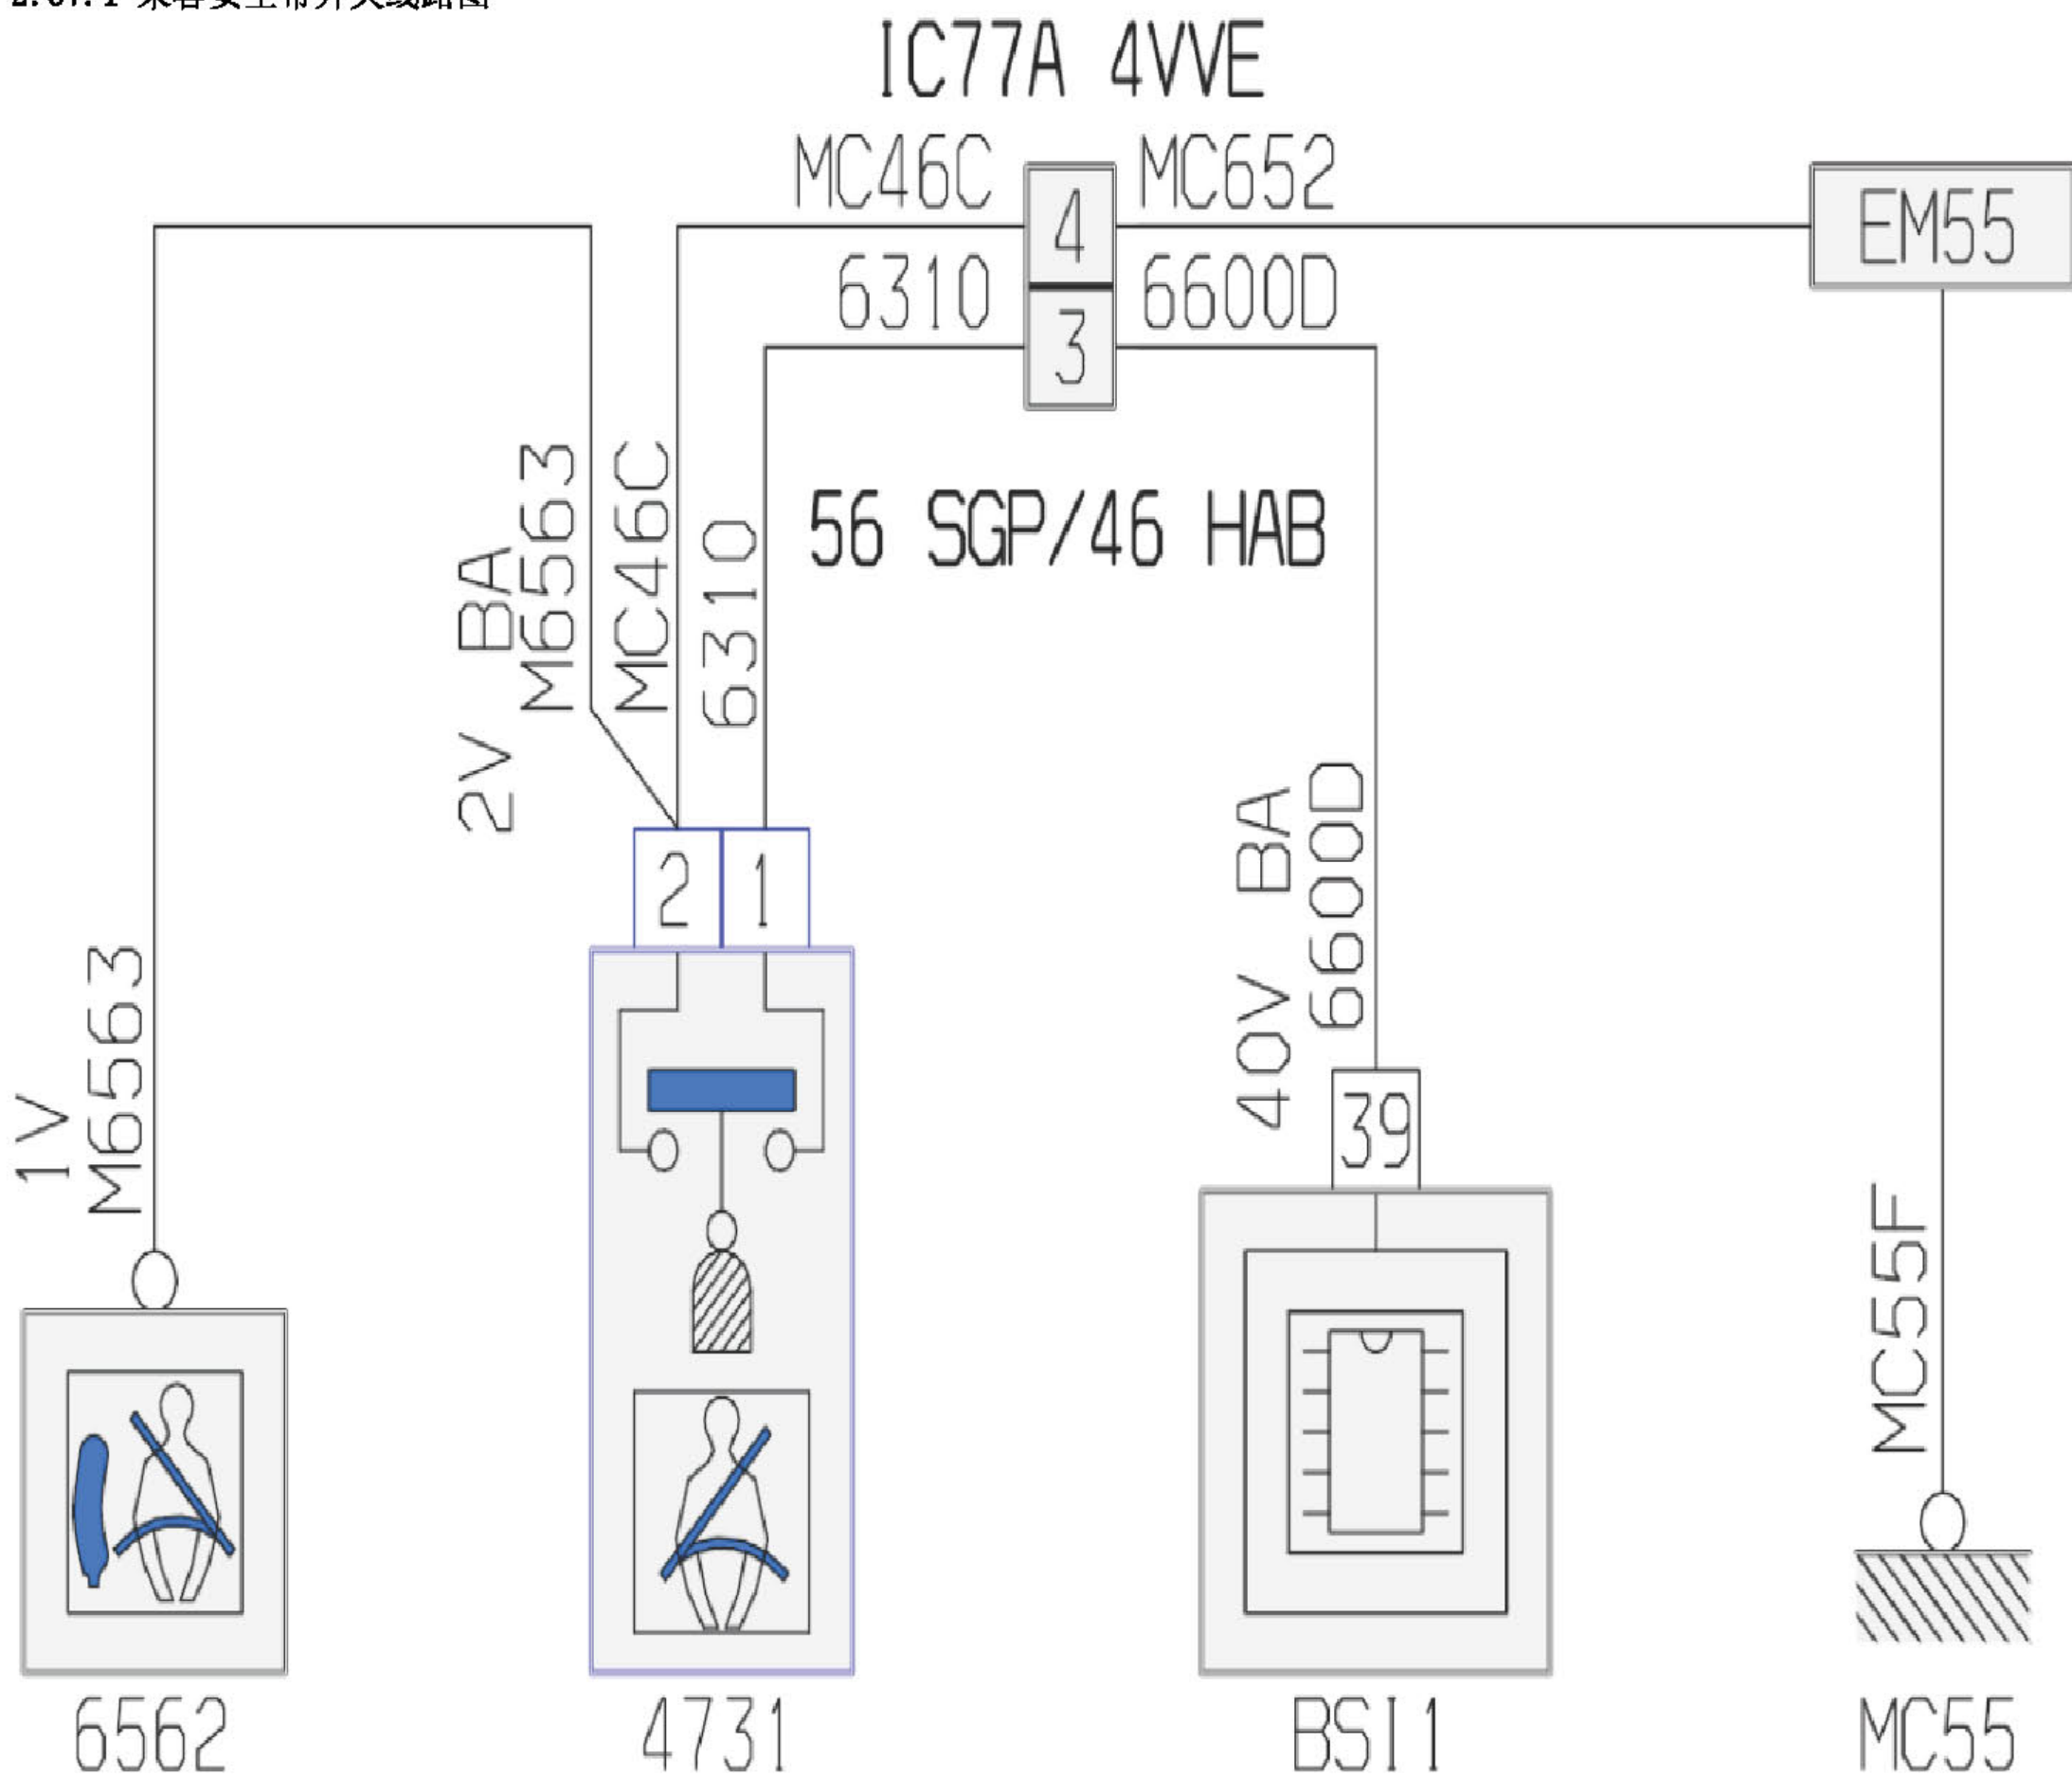 IC77A 4VVE
MC46C
MC652
4
EM55
6310
6600D
3
56 SGP/46 HAB
2V BA
M6563
MC46C
6310
2
1
40V BA
6600D
39
1V
M6563
MC55F
6562
4731
BSI1
MC55